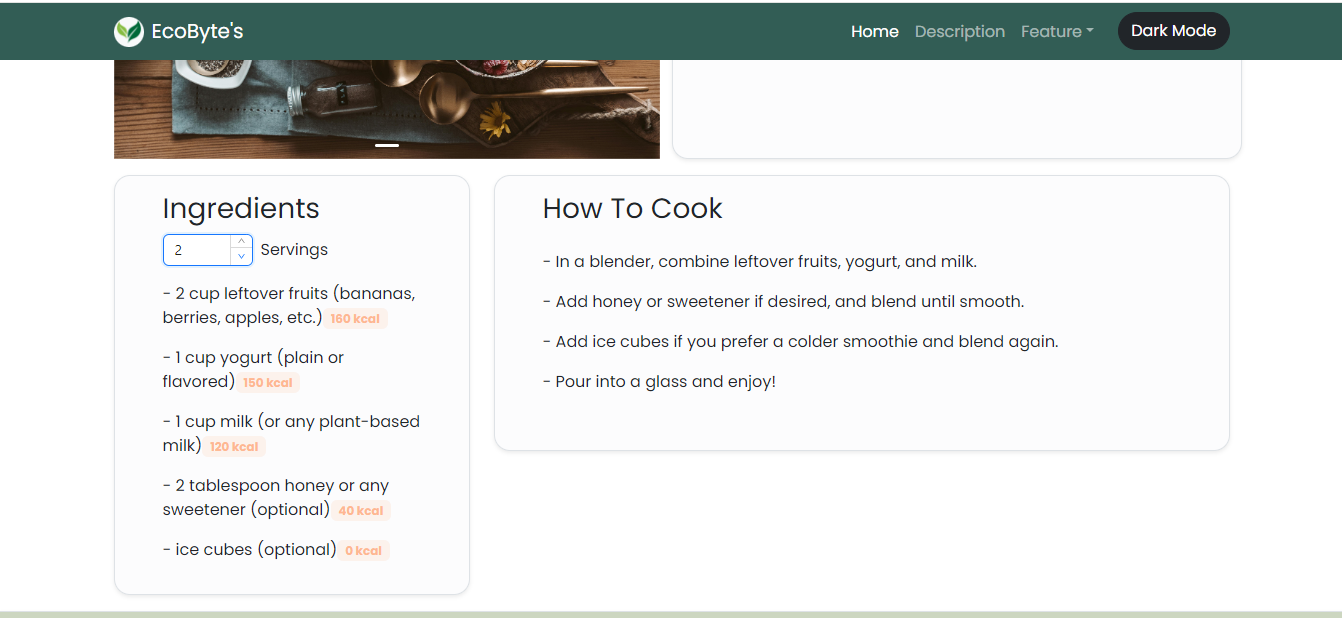 EcoByte's
Home Description Feature
Dark Mode
Ingredients
2 Servings
- 2 cup leftover fruits (bananas,
berries, apples, etc.) 160 kcal
- 1 cup yogurt (plain or
flavored) 150 kcal
- 1 cup milk (or any plant-based
milk) 120 kcal
- 2 tablespoon honey or any
sweetener (optional) 40 kcal
- ice cubes (optional) 0 kcal
How To Cook
- In a blender, combine leftover fruits, yogurt, and milk.
- Add honey or sweetener if desired, and blend until smooth.
- Add ice cubes if you prefer a colder smoothie and blend again.
- Pour into a glass and enjoy!